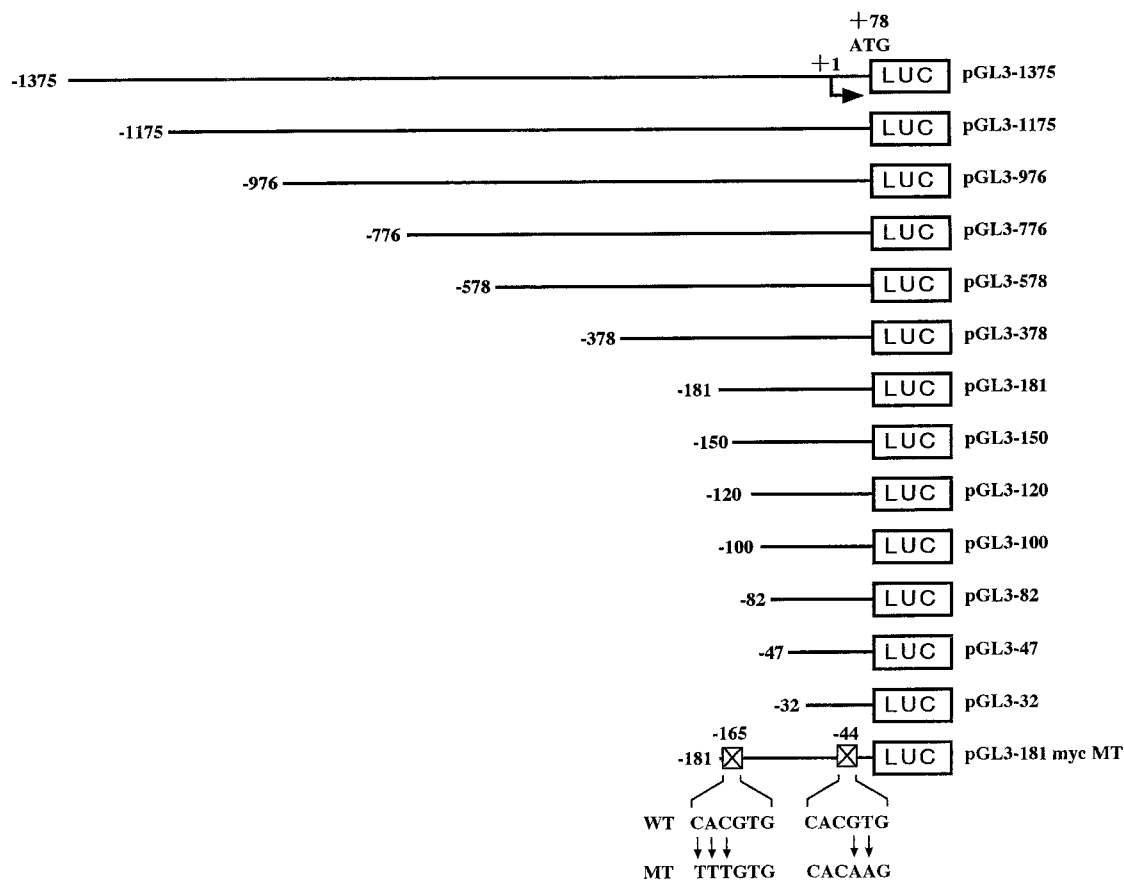 +78
ATG
+1
-1375 LUC pGL3-1375
-1175 LUC pGL3-1175
-976 LUC pGL3-976
-776 LUC pGL3-776
-578 LUC pGL3-578
-378 LUC pGL3-378
-181 LUC pGL3-181
-150 LUC pGL3-150
-120 LUC pGL3-120
-100 LUC pGL3-100
-82 LUC pGL3-82
-47 LUC pGL3-47
-32 LUC pGL3-32
-165 -44
-181 LUC pGL3-181 myc MT
WT CACGTG CACGTG
MT TTTGTG CACAAG